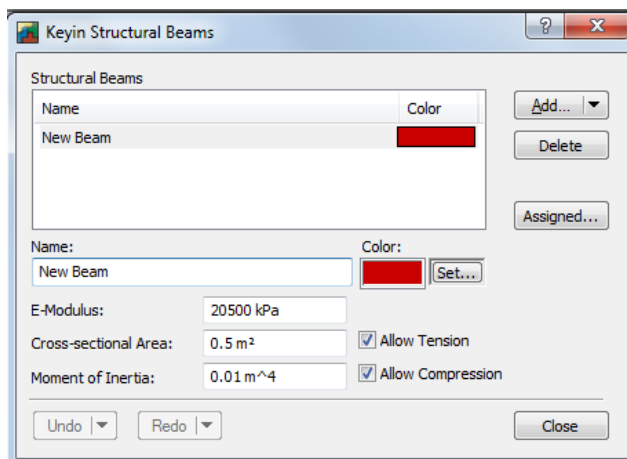 Keyin Structural Beams
?
Structural Beams
Name Color
New Beam
Add...
Delete
Assigned...
Name: Color:
New Beam Set...
E-Modulus: 20500 kPa
Cross-sectional Area: 0.5 m² Allow Tension
Moment of Inertia: 0.01 m^4 Allow Compression
Undo Redo Close